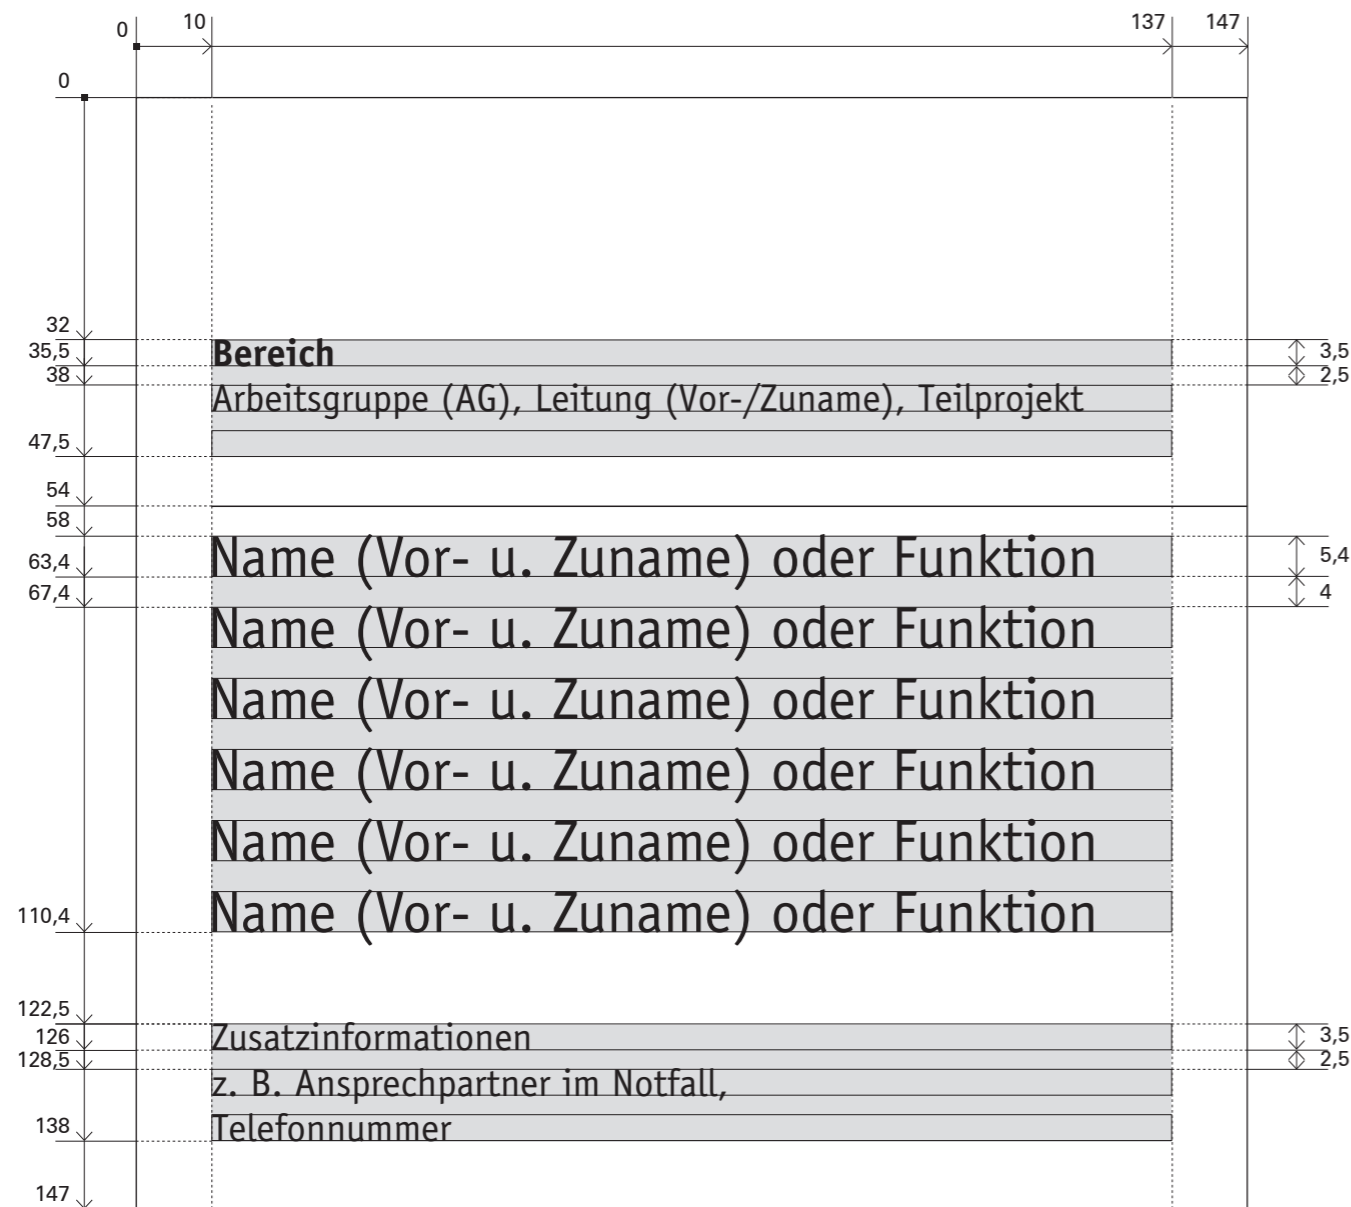 0 10 137 147
0
32
35,5 Bereich 3,5
38 2,5
Arbeitsgruppe (AG), Leitung (Vor-/Zuname), Teilprojekt
47,5
54
58
63,4 Name (Vor- u. Zuname) oder Funktion 5,4
67,4 4
Name (Vor- u. Zuname) oder Funktion
Name (Vor- u. Zuname) oder Funktion
Name (Vor- u. Zuname) oder Funktion
Name (Vor- u. Zuname) oder Funktion
110,4 Name (Vor- u. Zuname) oder Funktion
122,5
126 Zusatzinformationen 3,5
128,5 2,5
z. B. Ansprechpartner im Notfall,
138 Telefonnummer
147